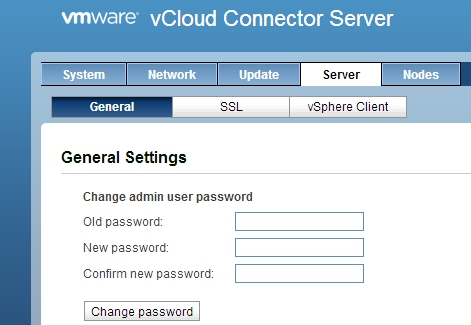 vmware vCloud Connector Server
System Network Update Server Nodes
General SSL vSphere Client
General Settings
Change admin user password
Old password:
New password:
Confirm new password:
Change password